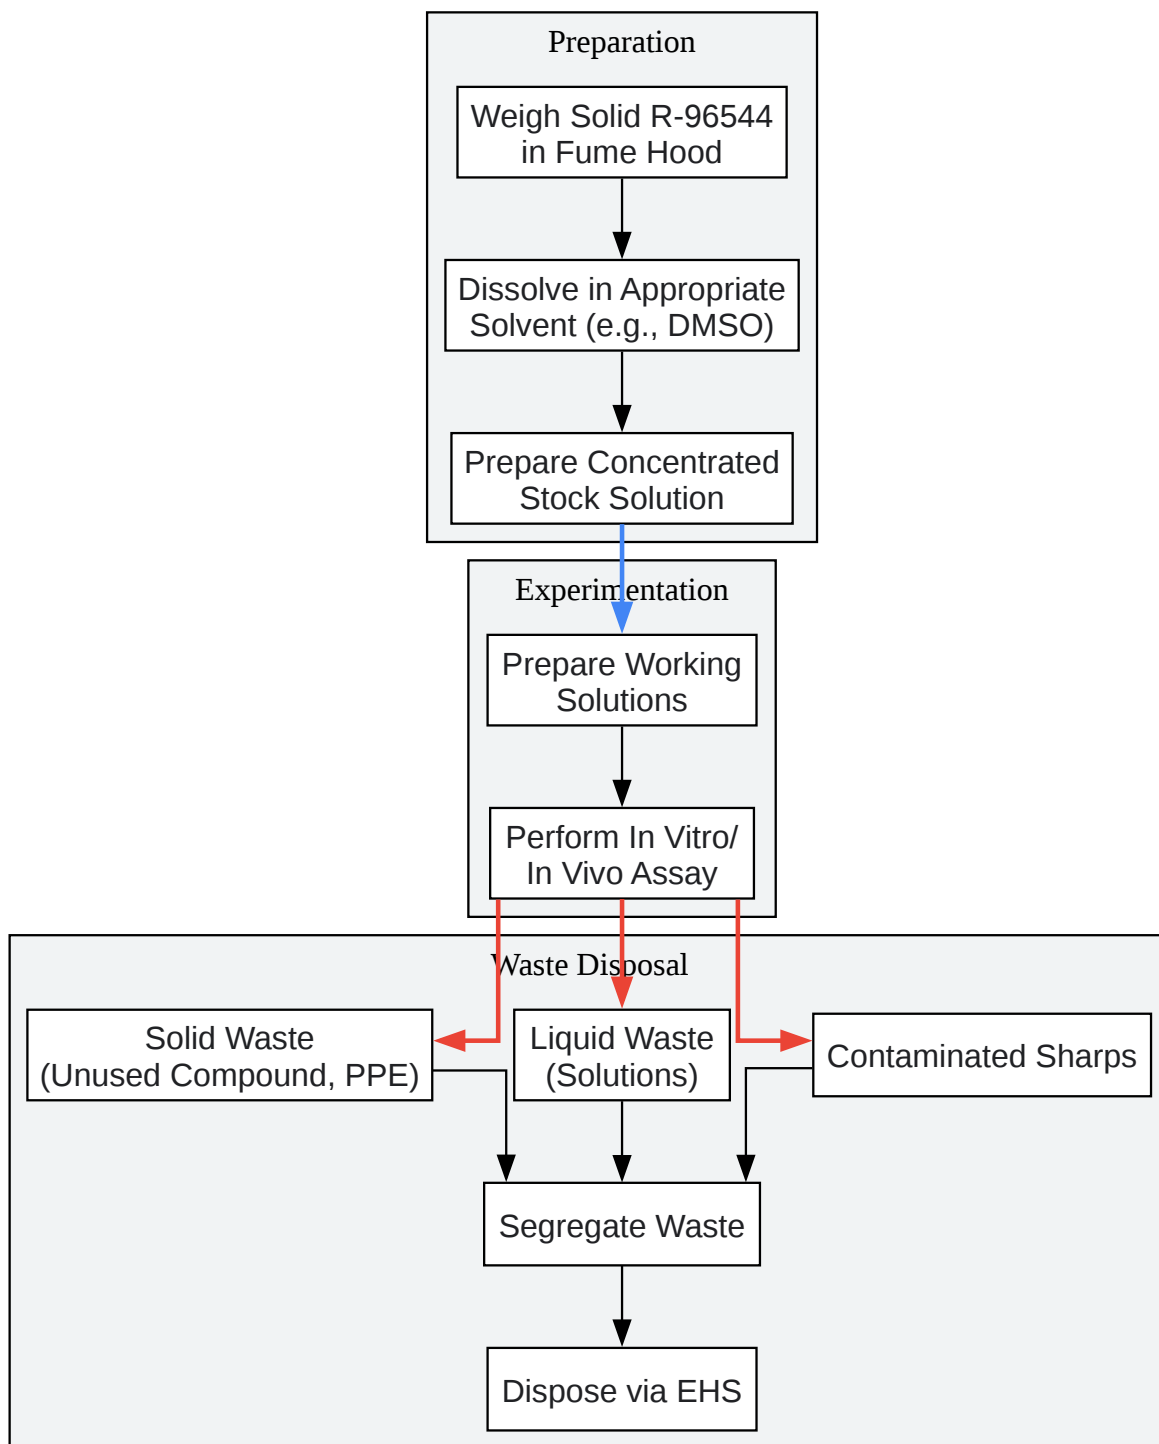 Preparation
Weigh Solid R-96544
in Fume Hood
Dissolve in Appropriate
Solvent (e.g., DMSO)
Prepare Concentrated
Stock Solution
Experimentation
Prepare Working
Solutions
Perform In Vitro/
In Vivo Assay
Waste Disposal
Solid Waste
(Unused Compound, PPE)
Liquid Waste
(Solutions)
Contaminated Sharps
Segregate Waste
Dispose via EHS